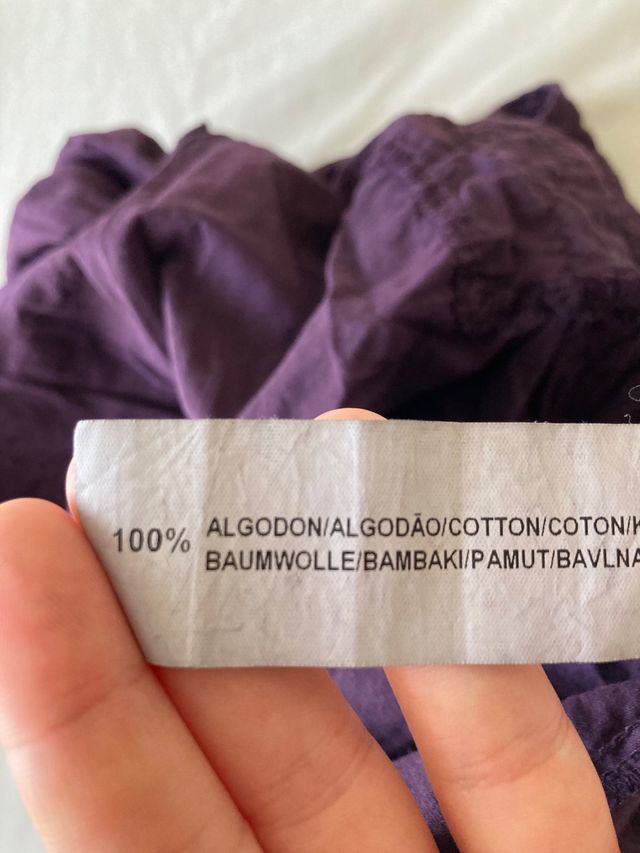 100% ALGODON/ALGODÃO/COTTON/COTON/K
BAUMWOLLE/BAMBAKI/PAMUT/BAVLNA